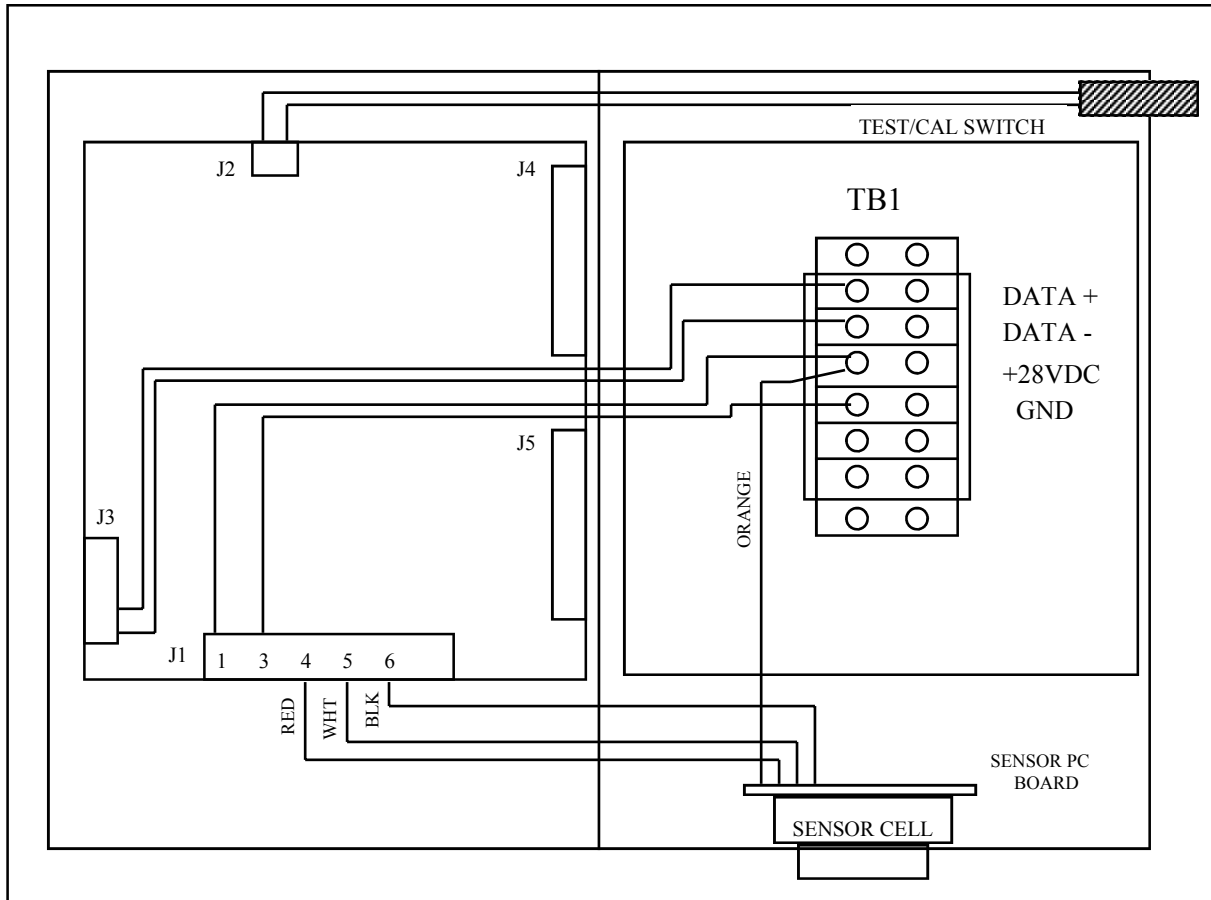 TEST/CAL SWITCH
J2
J4
TB1
DATA +
DATA -
+28VDC
GND
J5
ORANGE
J3
J1
1 3 4 5 6
RED
WHT
BLK
SENSOR PC
BOARD
SENSOR CELL